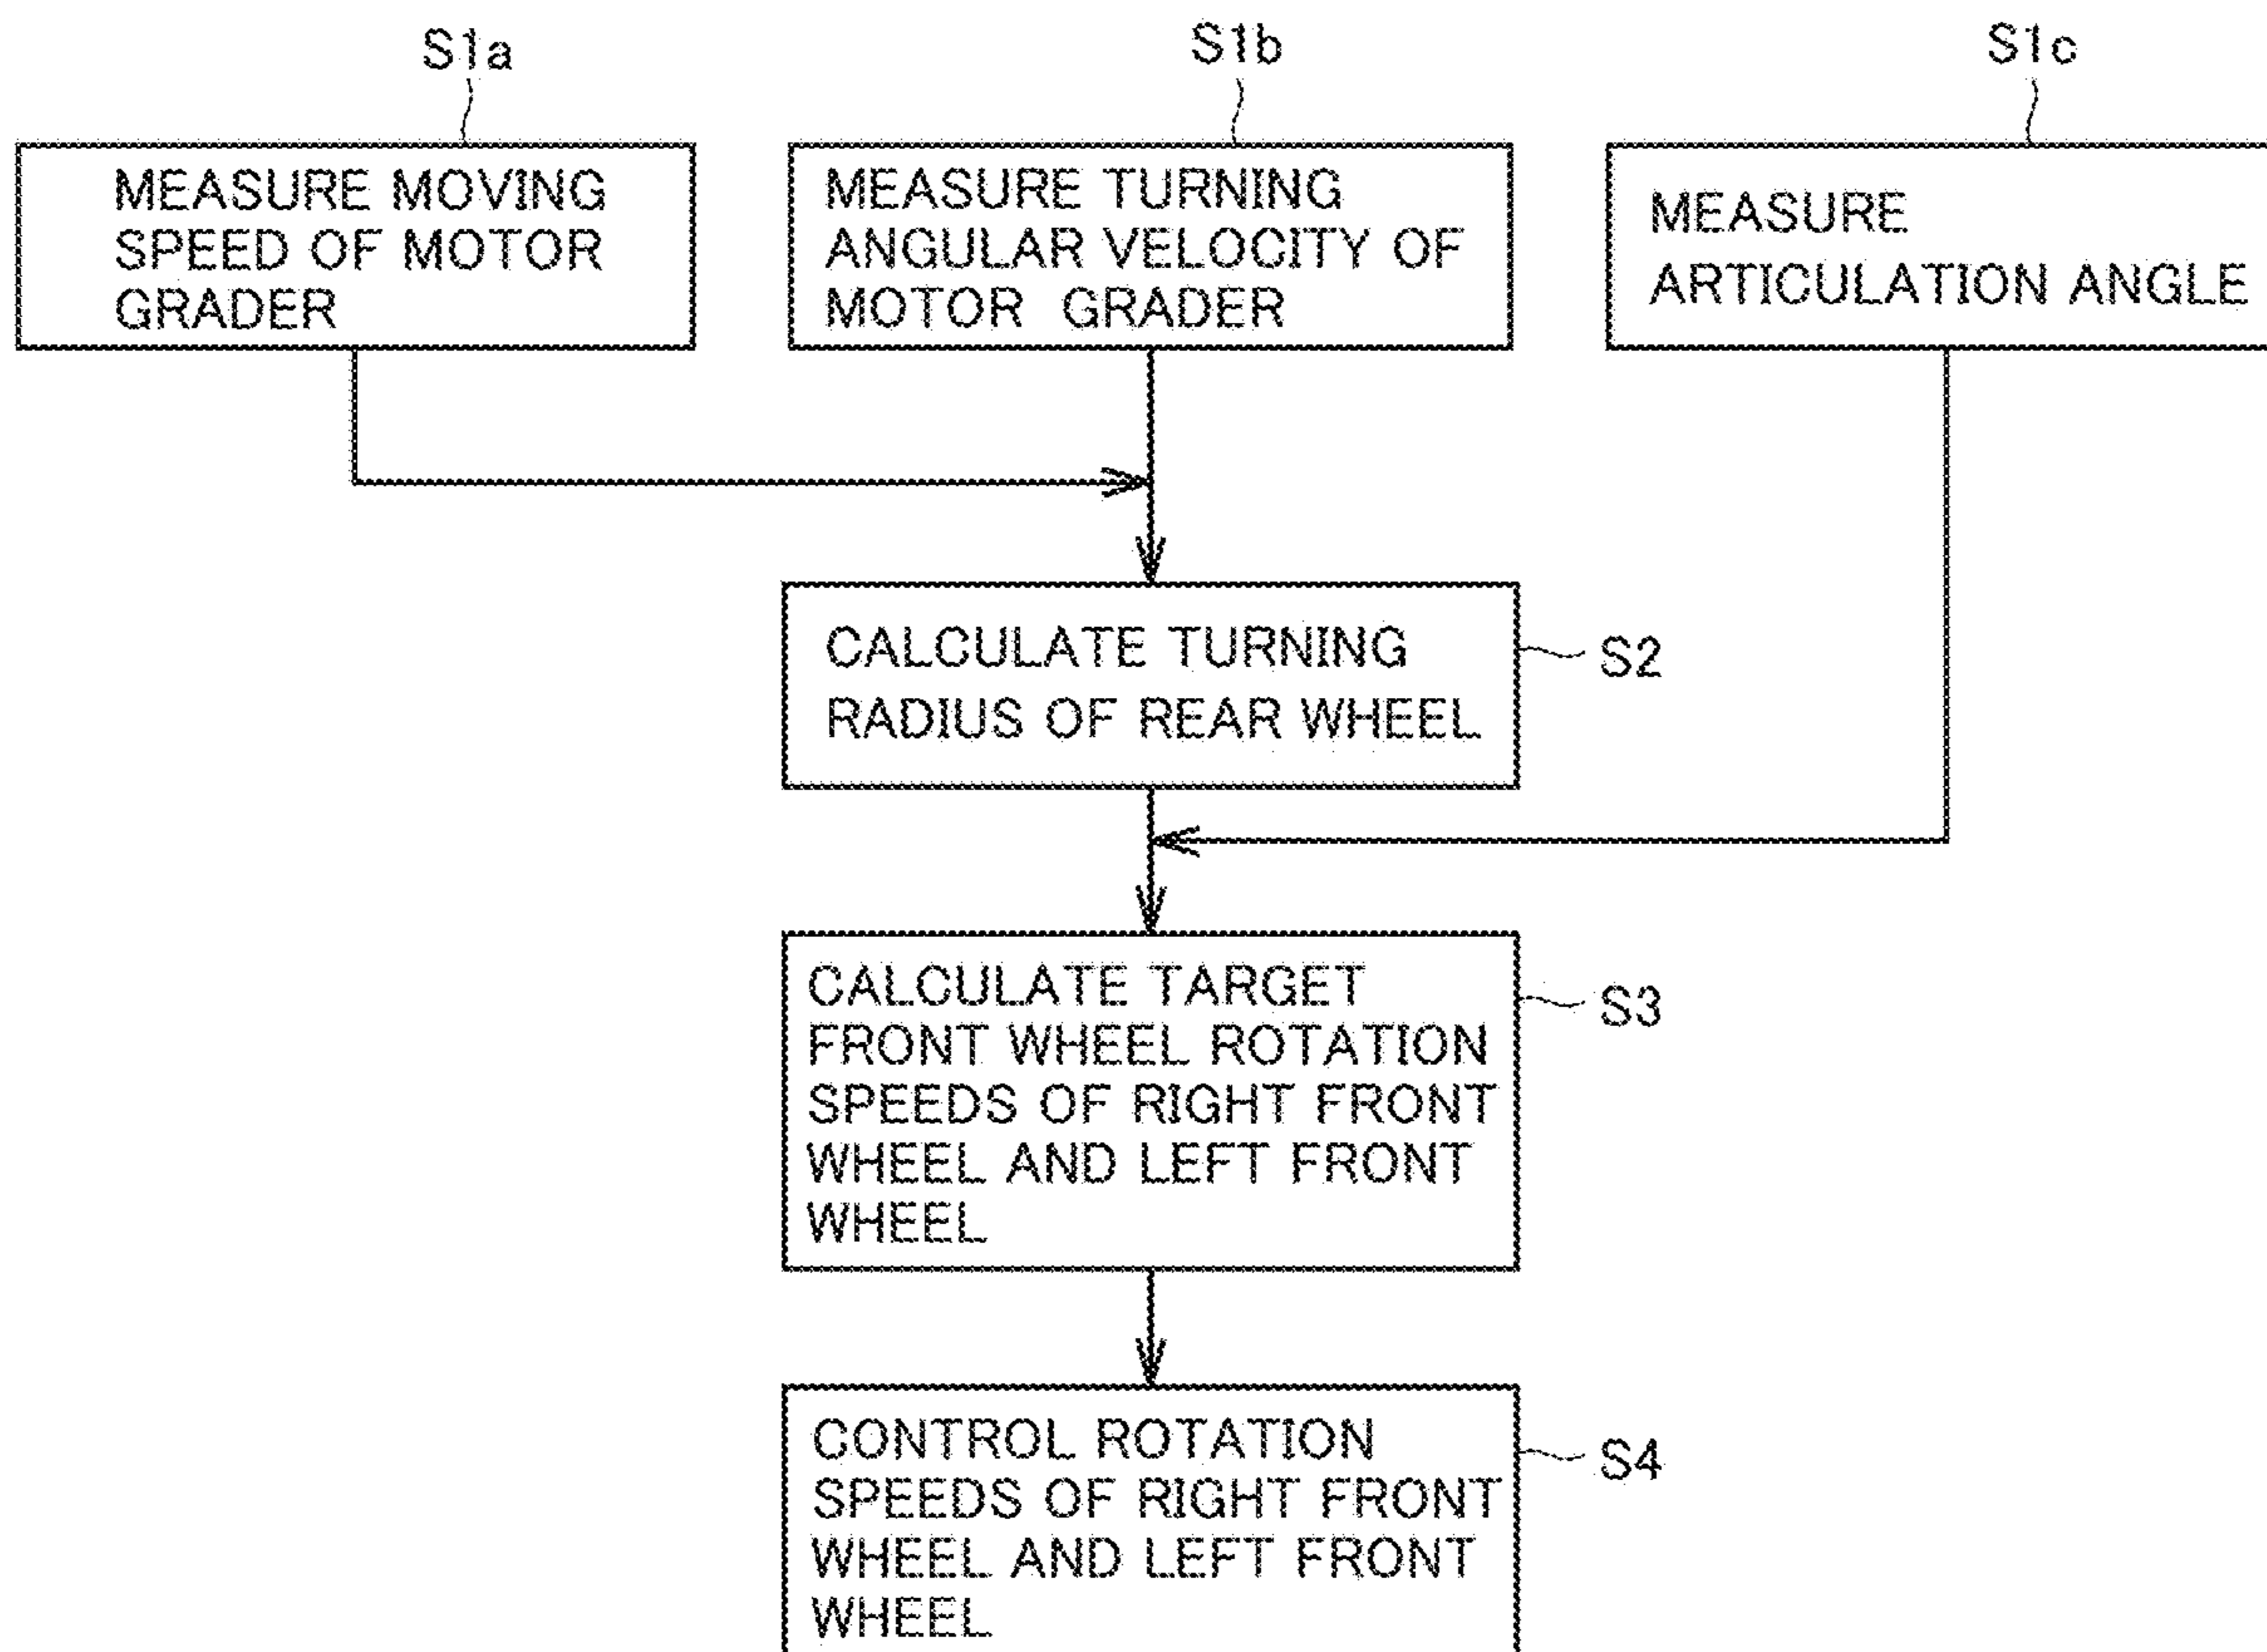 S1a
S1b
S1c
MEASURE MOVING
SPEED OF MOTOR
GRADER
MEASURE TURNING
ANGULAR VELOCITY OF
MOTOR GRADER
MEASURE
ARTICULATION ANGLE
CALCULATE TURNING
RADIUS OF REAR WHEEL
S2
CALCULATE TARGET
FRONT WHEEL ROTATION
SPEEDS OF RIGHT FRONT
WHEEL AND LEFT FRONT
WHEEL
S3
CONTROL ROTATION
SPEEDS OF RIGHT FRONT
WHEEL AND LEFT FRONT
WHEEL
S4